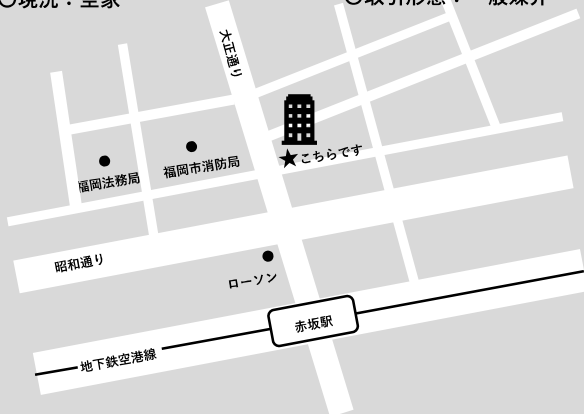 〇現況：空家
〇取引形態：一般媒介
大正通り
★こちらです
福岡市消防局
福岡法務局
昭和通り
ローソン
赤坂駅
地下鉄空港線